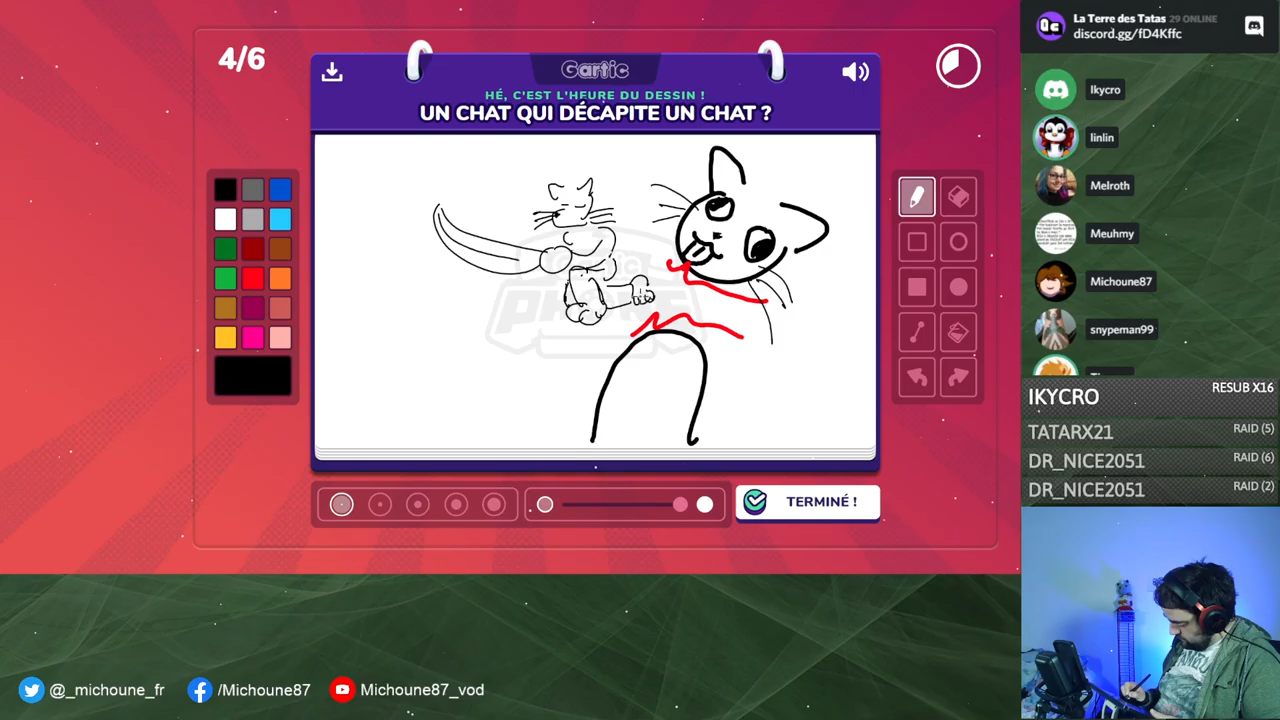 4/6
Gartic
HÉ, C'EST L'HEURE DU DESSIN !
UN CHAT QUI DÉCAPITE UN CHAT ?
TERMINÉ !
La Terre des Tatas 29 ONLINE
discord.gg/fD4Kffc
Ikycro
linlin
Melroth
Meuhmy
Michoune87
snypeman99
IKYCRO RESUB X16
TATARX21 RAID (5)
DR_NICE2051 RAID (6)
DR_NICE2051 RAID (2)
@_michoune_fr
/Michoune87
Michoune87_vod